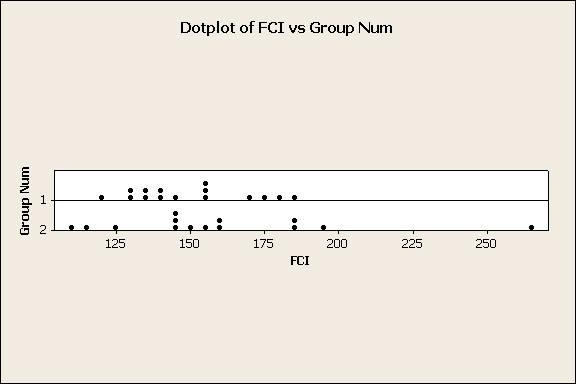 Dotplot of FCI vs Group Num
Group Num
1
2
125 150 175 200 225 250
FCI